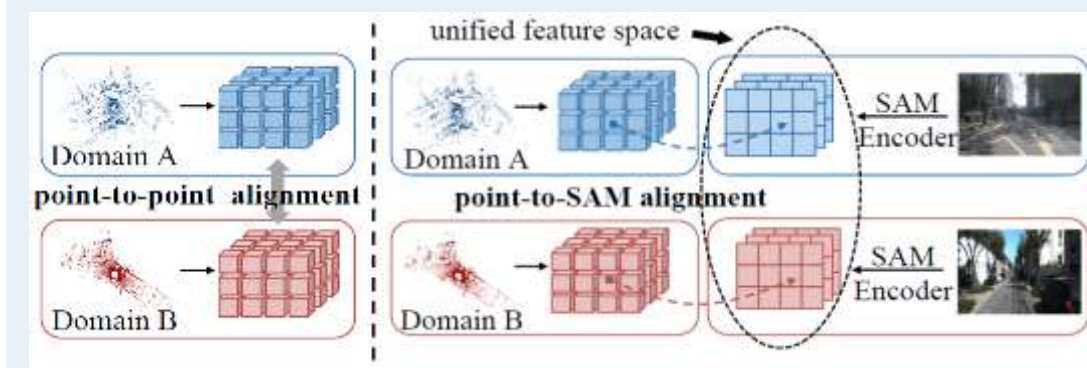 Domain A
point-to-point alignment
Domain B
unified feature space
Domain A
SAM
Encoder
point-to-SAM alignment
Domain B
SAM
Encoder